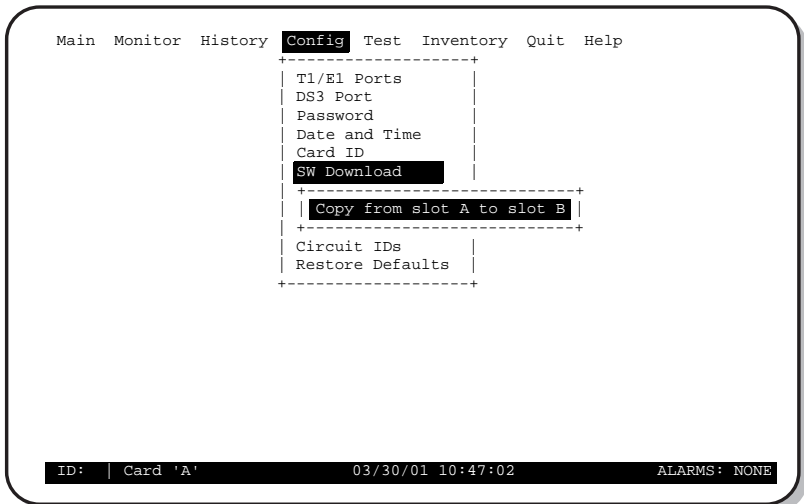 Main Monitor History Config Test Inventory Quit Help
+-------------------+
| T1/E1 Ports |
| DS3 Port |
| Password |
| Date and Time |
| Card ID |
| SW Download |
| +----------------------------+
| | Copy from slot A to slot B |
| +----------------------------+
| Circuit IDs |
| Restore Defaults |
+-------------------+
ID: | Card 'A' 03/30/01 10:47:02 ALARMS: NONE